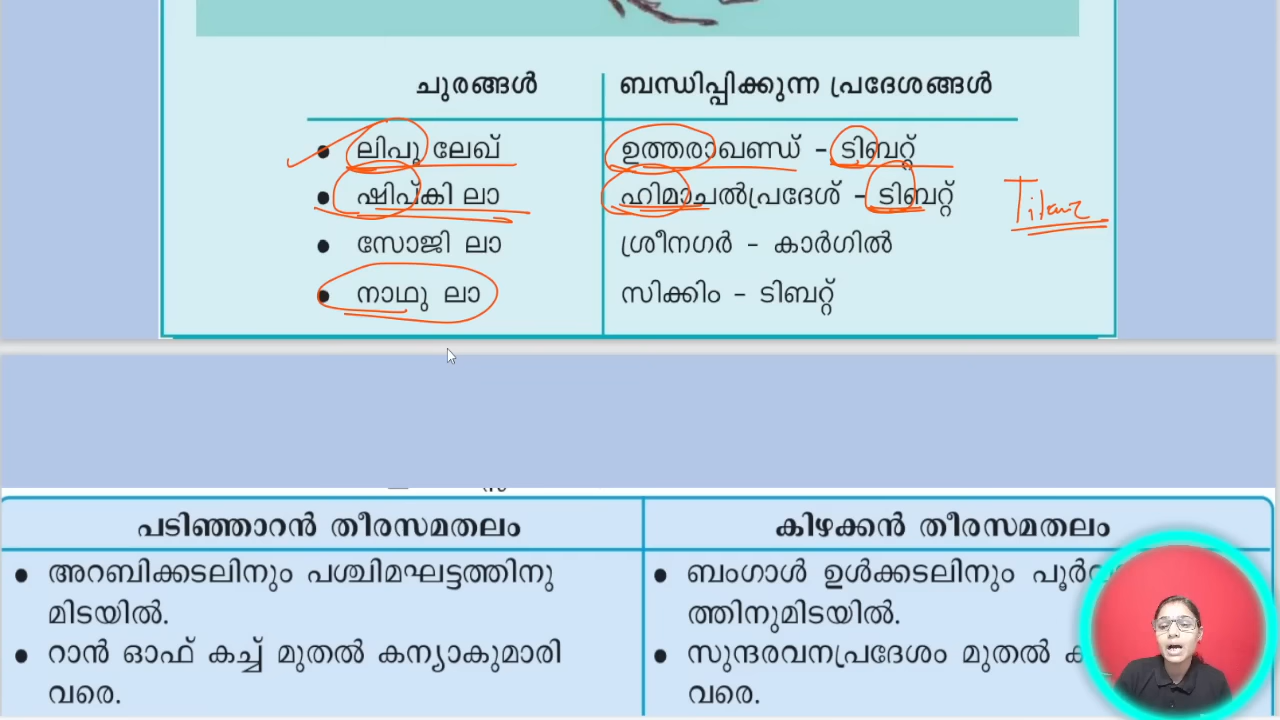 ചുരങ്ങൾ ബന്ധിപ്പിക്കുന്ന പ്രദേശങ്ങൾ
• ലിപു ലേഖ് ഉത്തരാഖണ്ഡ് - ടിബറ്റ്
• ഷിപ്കി ലാ ഹിമാചൽപ്രദേശ് - ടിബറ്റ്
• സോജി ലാ ശ്രീനഗർ - കാർഗിൽ
• നാഥു ലാ സിക്കിം - ടിബറ്റ്
പടിഞ്ഞാറൻ തീരസമതലം
• അറബിക്കടലിനും പശ്ചിമഘട്ടത്തിനു
മിടയിൽ.
• റാൻ ഓഫ് കച്ച് മുതൽ കന്യാകുമാരി
വരെ.
കിഴക്കൻ തീരസമതലം
• ബംഗാൾ ഉൾക്കടലിനും
ത്തിനുമിടയിൽ.
• സുന്ദരവനപ്രദേശം മുതൽ
വരെ.